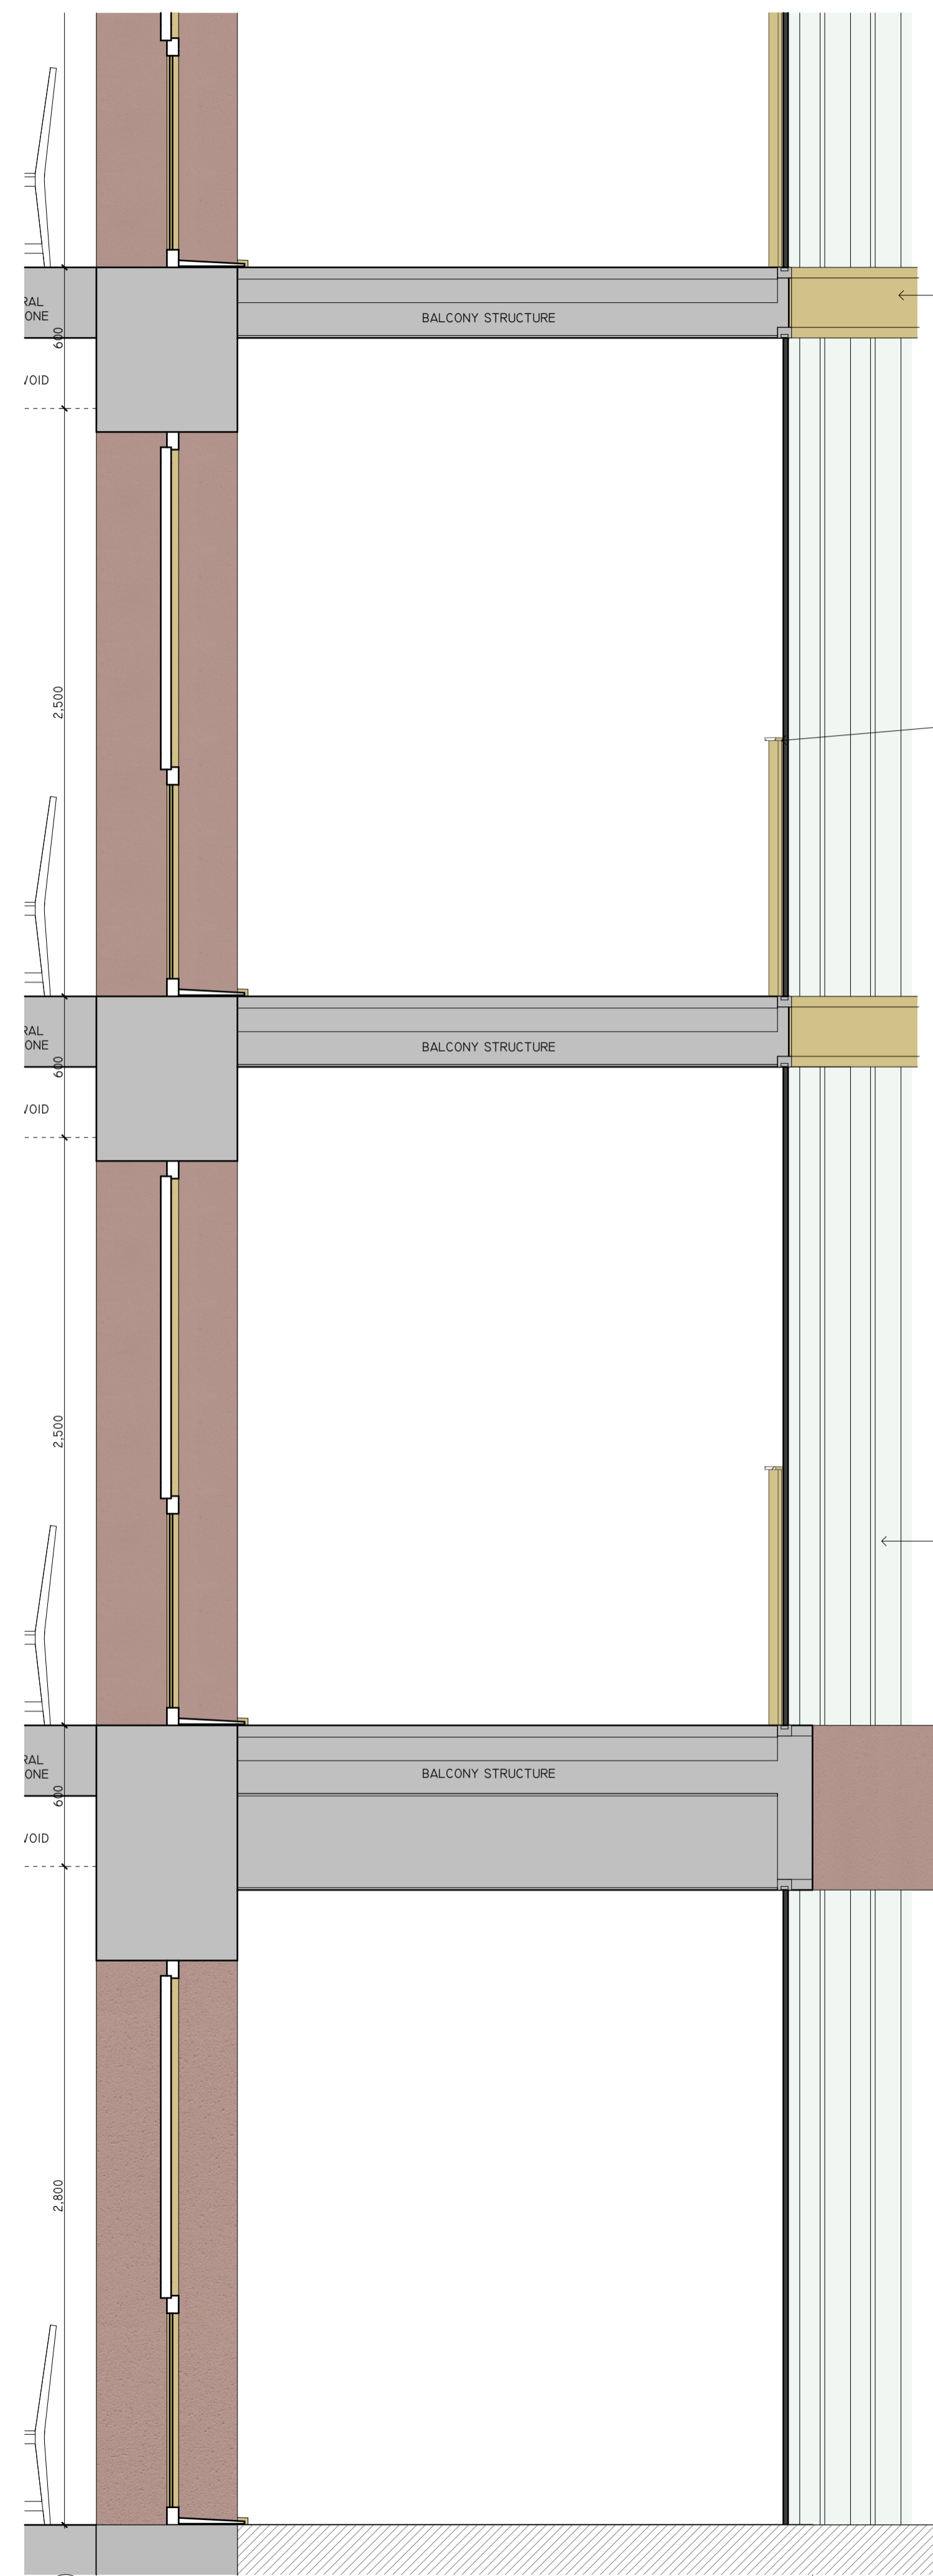 RAL
ONE
600
BALCONY STRUCTURE
VOID
2,500
RAL
ONE
600
BALCONY STRUCTURE
VOID
2,500
RAL
ONE
600
BALCONY STRUCTURE
VOID
2,800